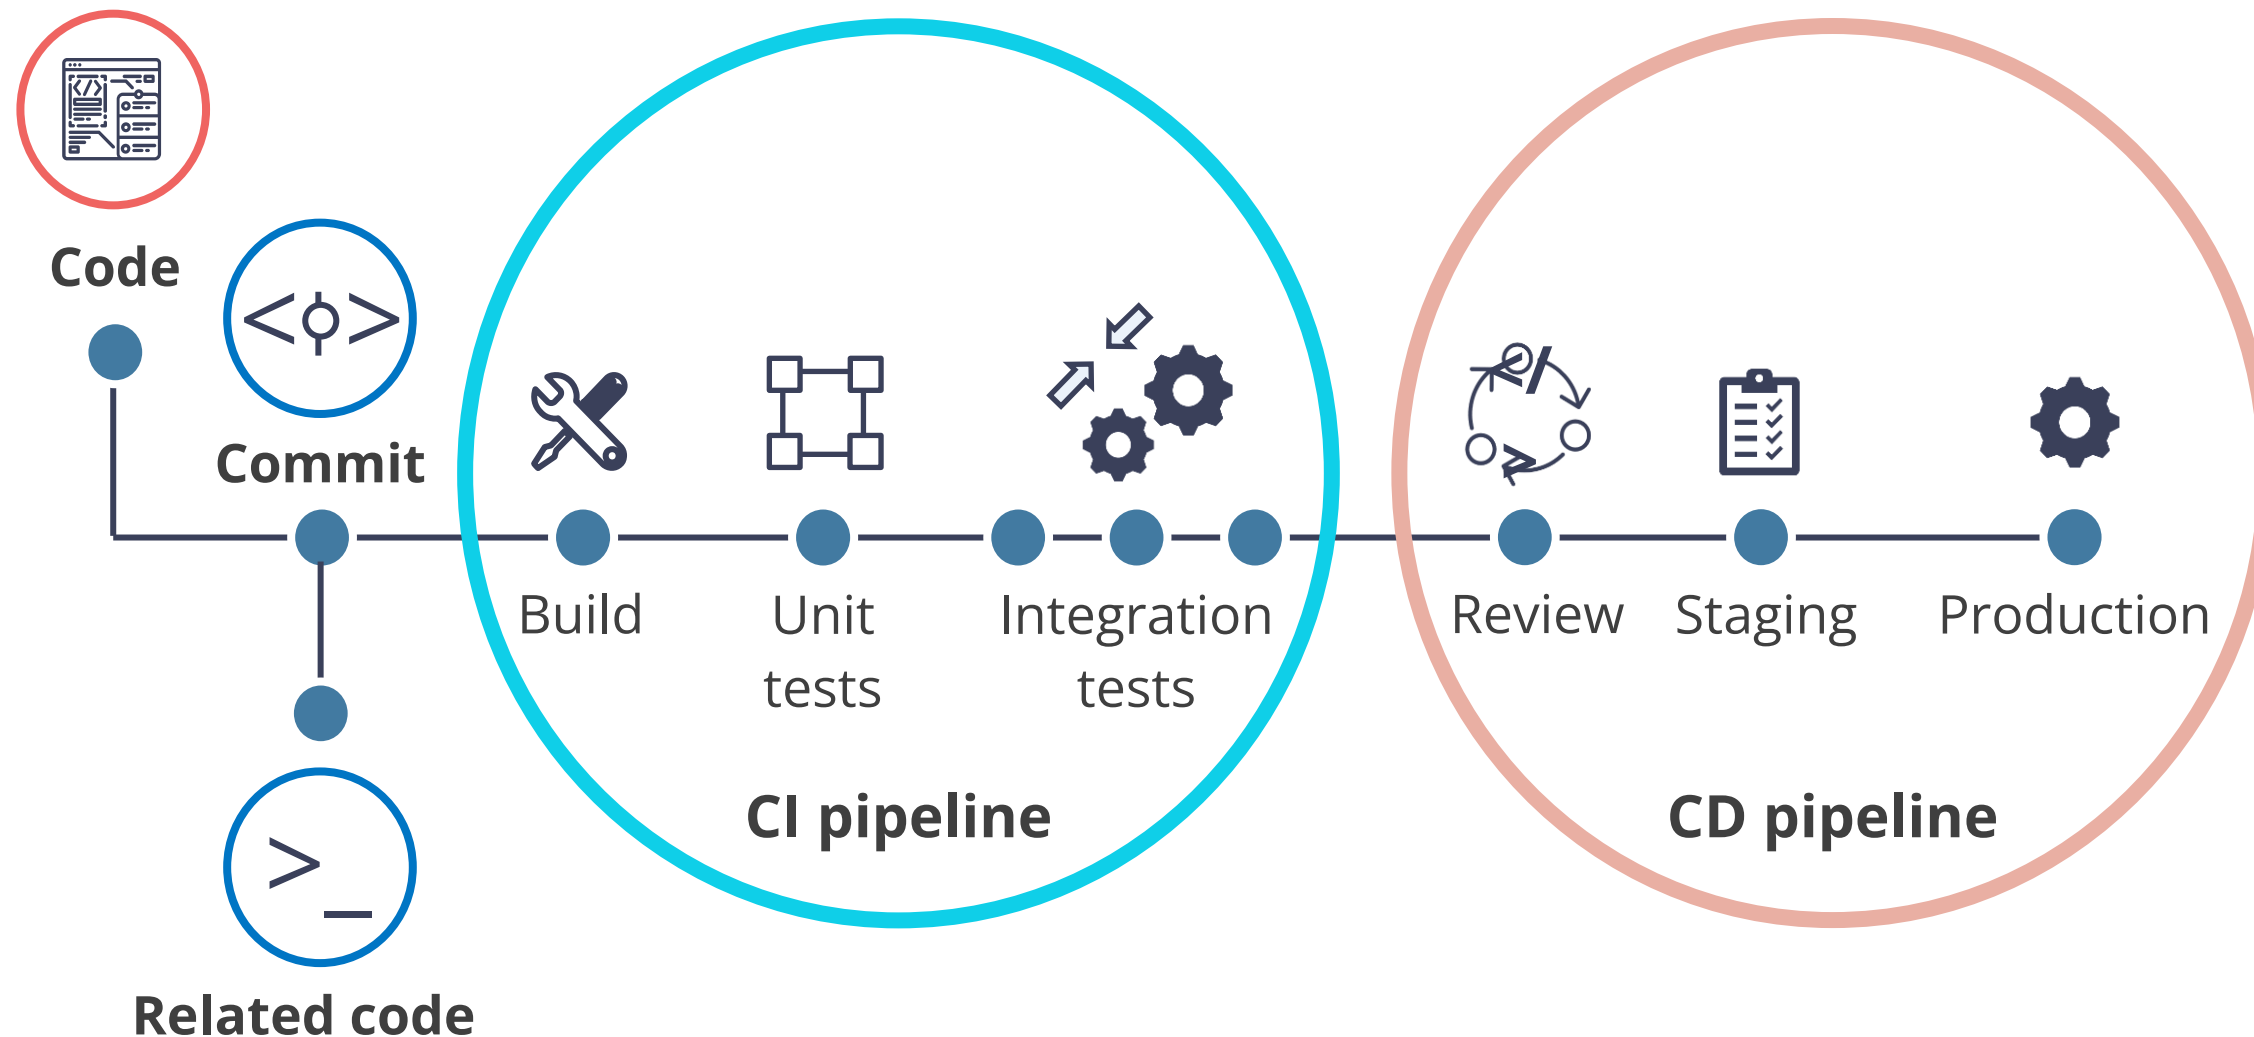 Code
Commit
Build
Unit
tests
Integration
tests
Review
Staging
Production
CI pipeline
CD pipeline
Related code